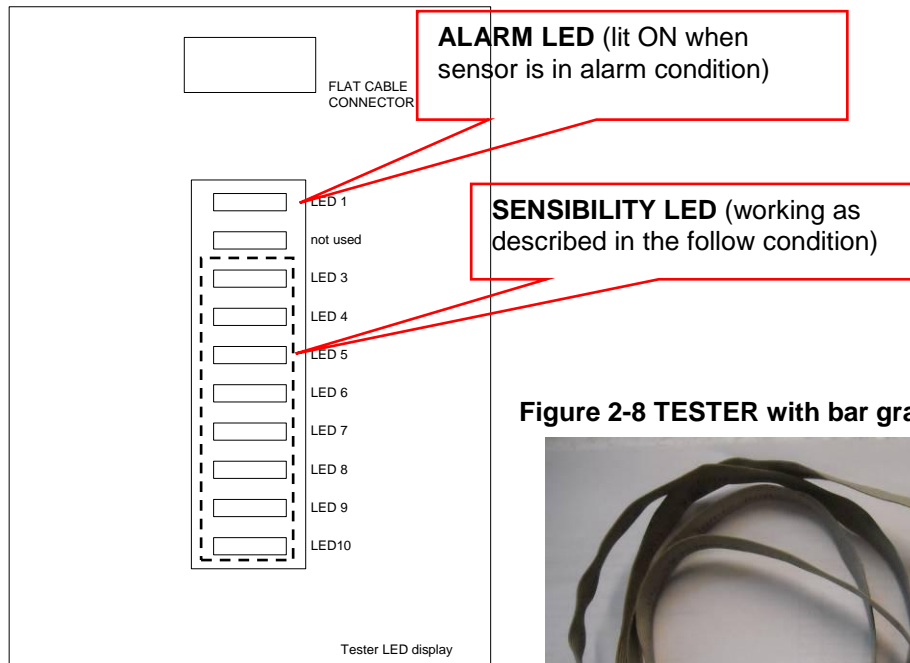 ALARM LED (lit ON when
sensor is in alarm condition)
FLAT CABLE
CONNECTOR
SENSIBILITY LED (working as
described in the follow condition)
LED 1
not used
LED 3
LED 4
LED 5
LED 6
LED 7
LED 8
LED 9
LED10
Figure 2-8 TESTER with bar gra
Tester LED display